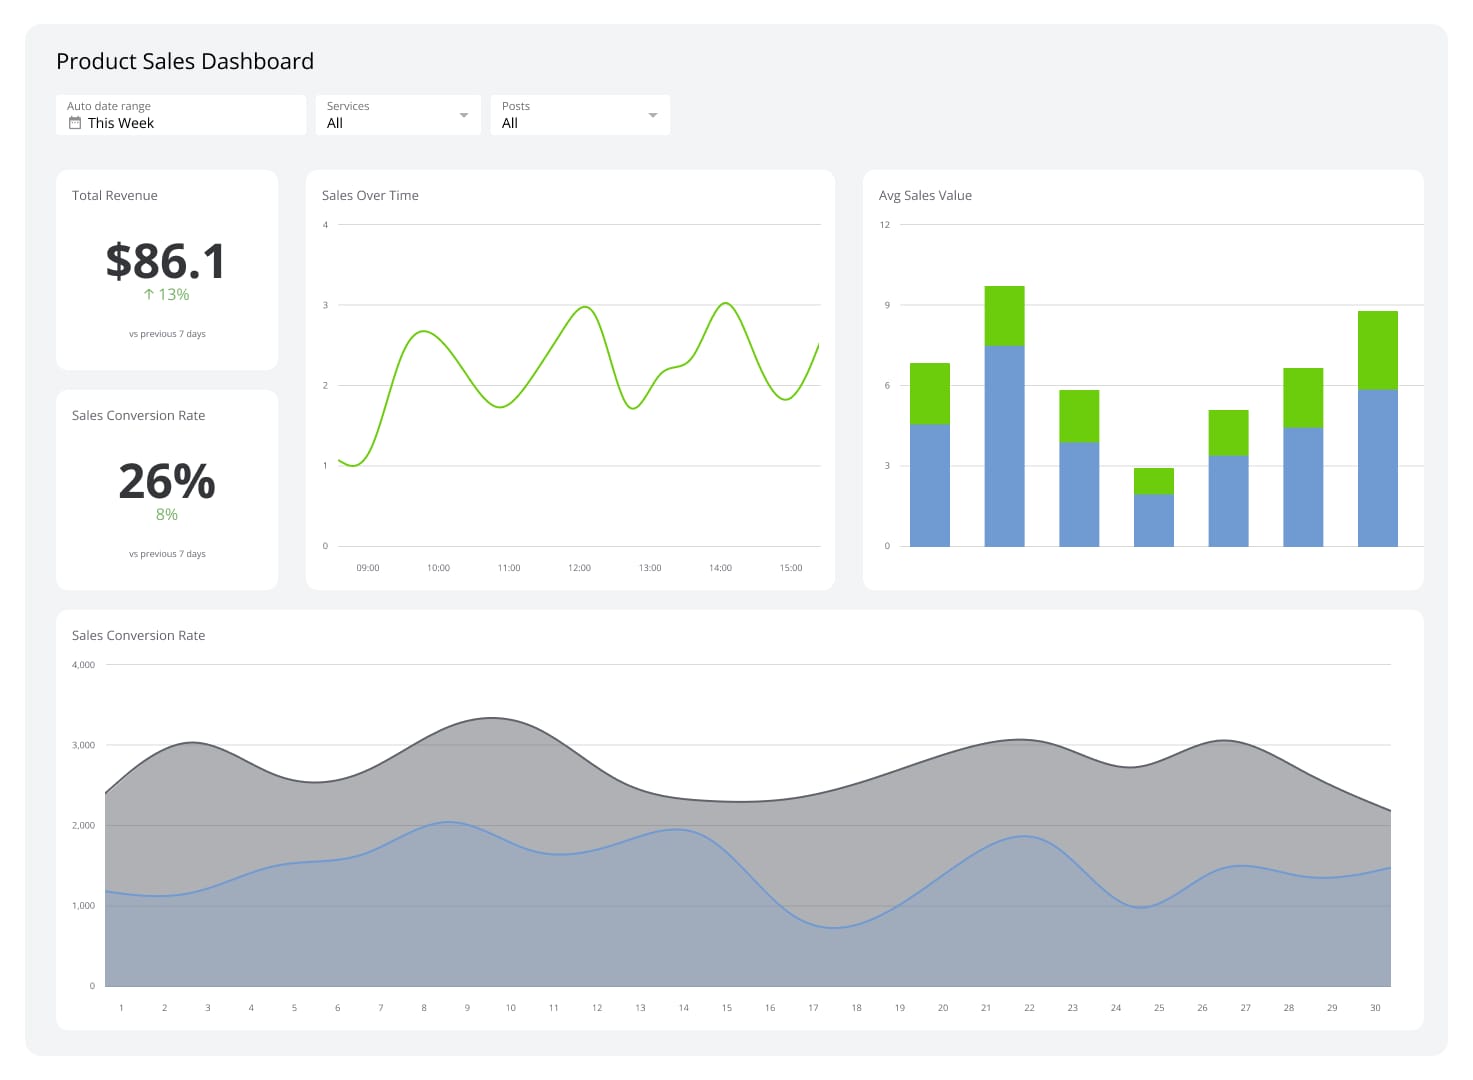 Product Sales Dashboard
Auto date range
This Week
Services
All
Posts
All
Total Revenue
$86.1
↑ 13%
vs previous 7 days
Sales Conversion Rate
26%
8%
vs previous 7 days
Sales Over Time
4
3
2
1
0
09:00 10:00 11:00 12:00 13:00 14:00 15:00
Avg Sales Value
12
9
6
3
0
Sales Conversion Rate
4,000
3,000
2,000
1,000
0
1 2 3 4 5 6 7 8 9 10 11 12 13 14 15 16 17 18 19 20 21 22 23 24 25 26 27 28 29 30